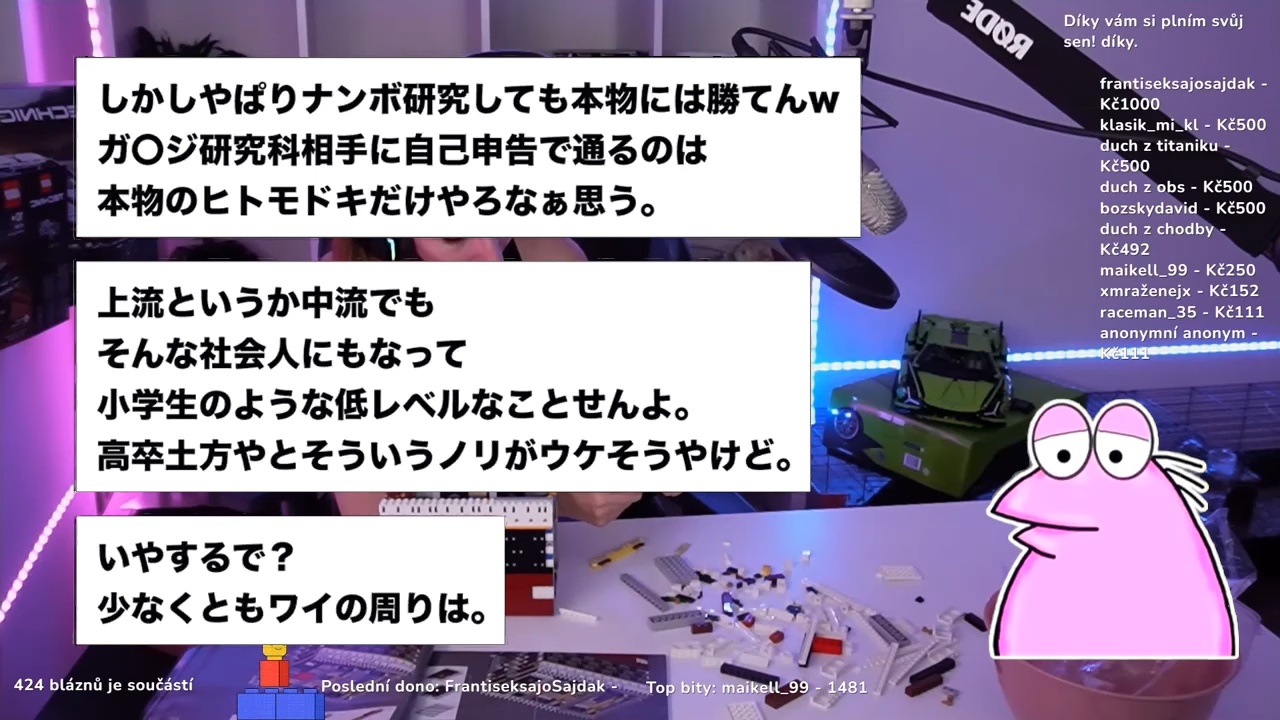 しかしやぱりナンボ研究しても本物には勝てんw
ガ〇ジ研究科相手に自己申告で通るのは
本物のヒトモドキだけやろなぁ思う。
上流というか中流でも
そんな社会人にもなって
小学生のような低レベルなことせんよ。
高卒土方やとそういうノリがウケそうやけど。
いやするで？
少なくともワイの周りは。
RØDE
Díky vám si plním svůj
sen! díky.
frantiseksajosajdak -
Kč1000
klasik_mi_kl - Kč500
duch z titaniku -
Kč500
duch z obs - Kč500
bozskydavid - Kč500
duch z chodby -
Kč492
maikell_99 - Kč250
xmraženejx - Kč152
raceman_35 - Kč111
anonymní anonym -
Kč111
424 bláznů je součástí
Poslední dono: FrantiseksajoSajdak -
Top bity: maikell_99 - 1481